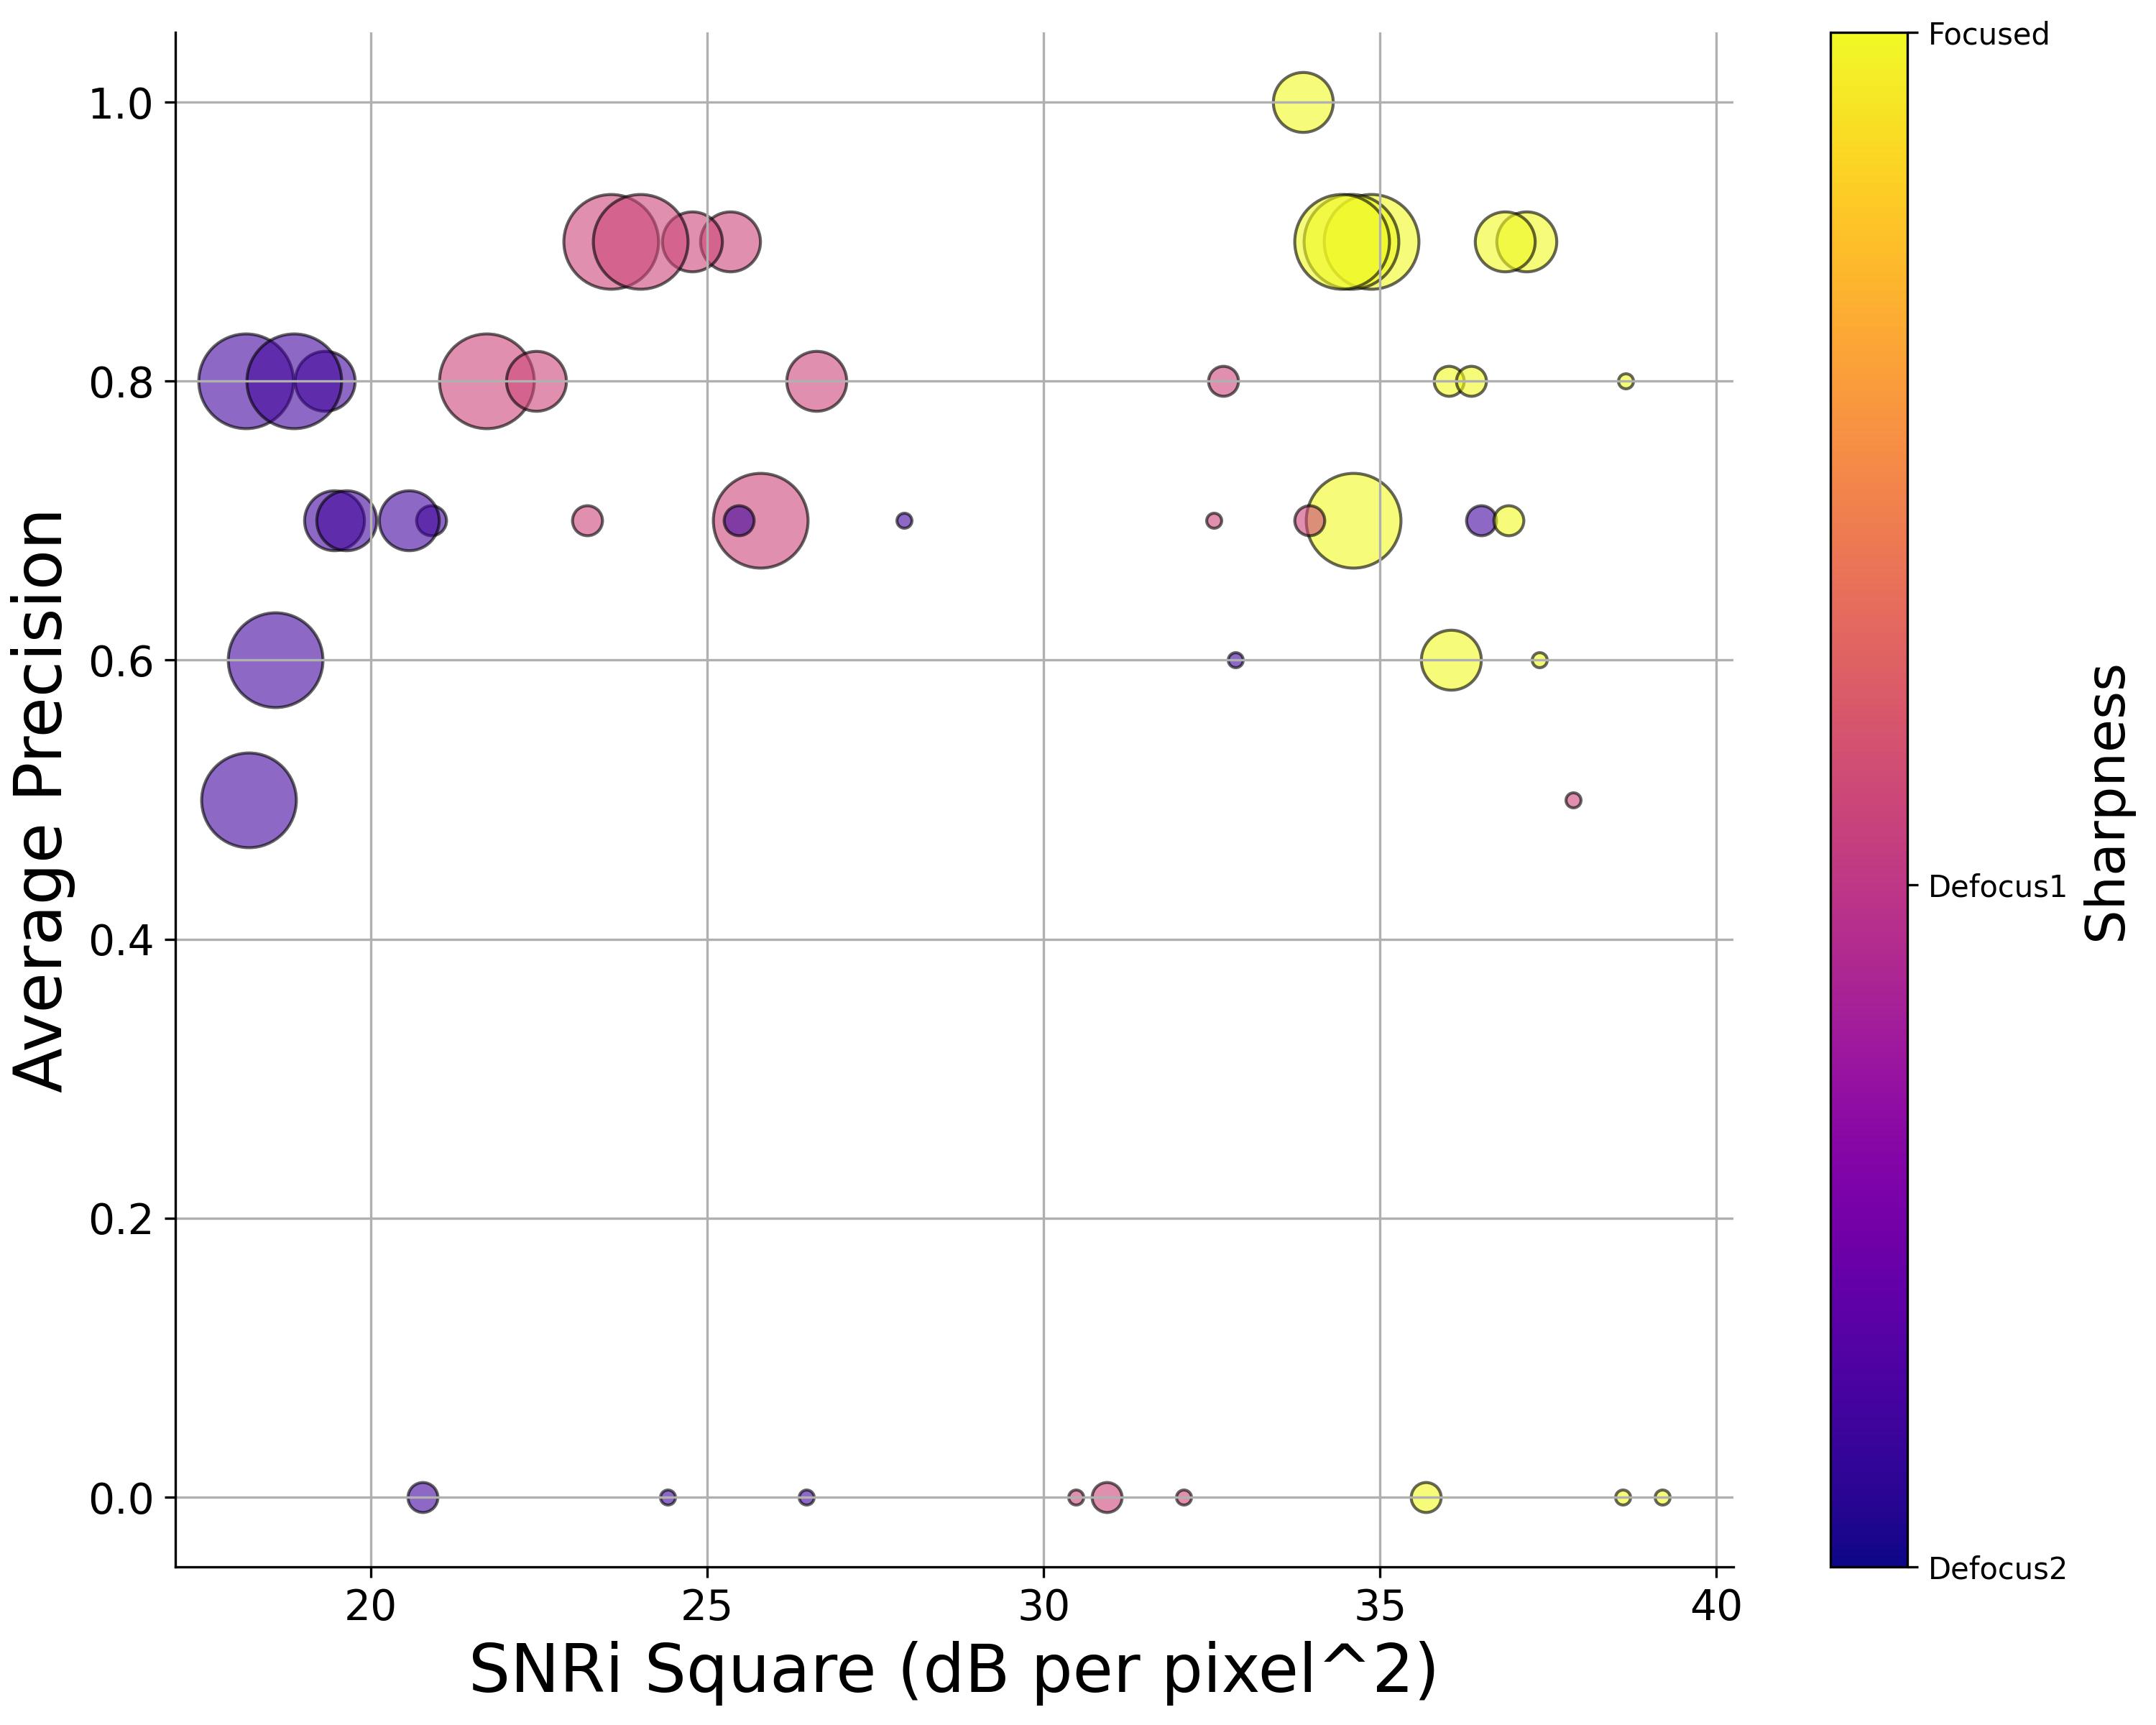 Average Precision
1.0
0.8
0.6
0.4
0.2
0.0
20 25 30 35 40
SNRi Square (dB per pixel^2)
Focused
Defocus1
Defocus2
Sharpness